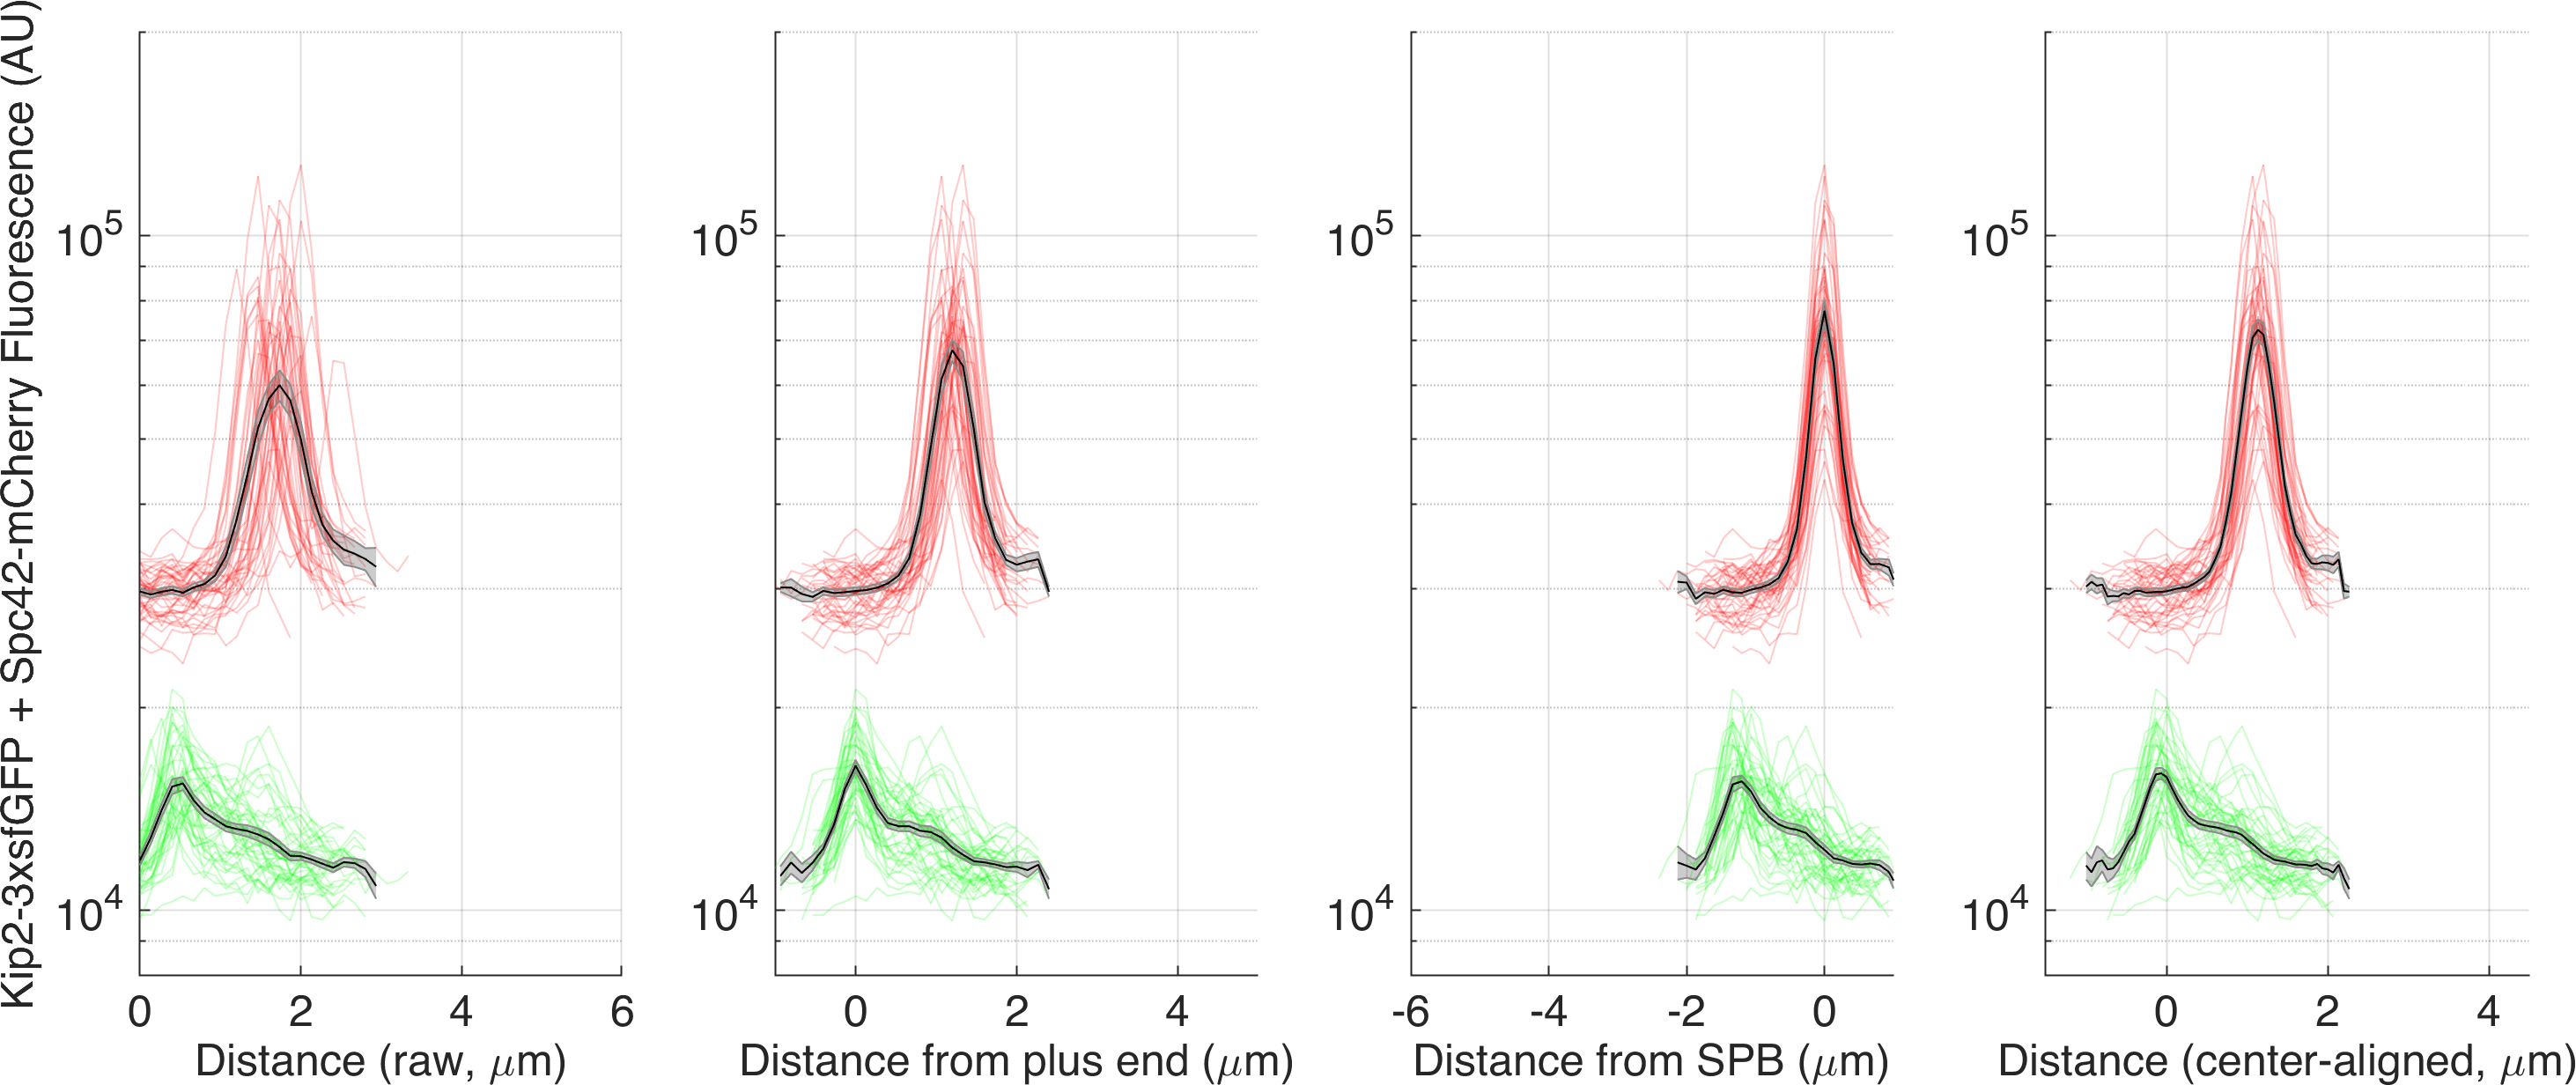 Kip2-3xsfGFP + Spc42-mCherry Fluorescence (AU)
10^5
10^4
0 2 4 6
Distance (raw, μm)
10^5
10^4
0 2 4
Distance from plus end (μm)
10^5
10^4
-6 -4 -2 0
Distance from SPB (μm)
10^5
10^4
0 2 4
Distance (center-aligned, μm)